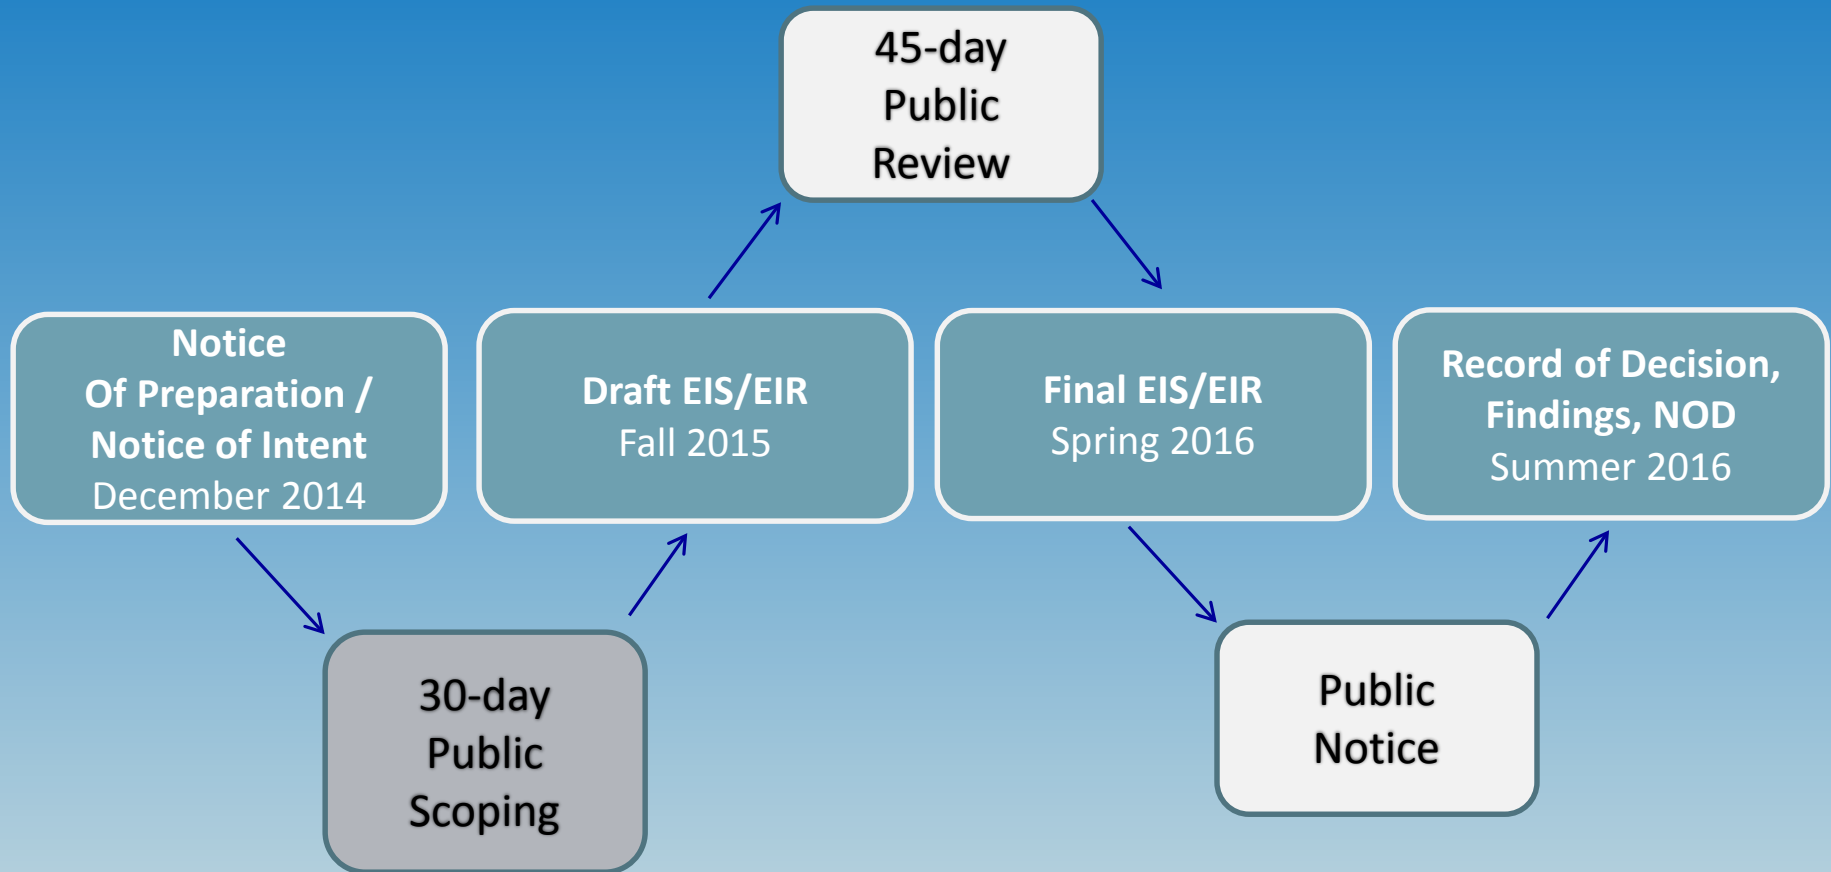 45-day
Public
Review
Notice
Of Preparation /
Notice of Intent
December 2014
Draft EIS/EIR
Fall 2015
Final EIS/EIR
Spring 2016
Record of Decision,
Findings, NOD
Summer 2016
30-day
Public
Scoping
Public
Notice